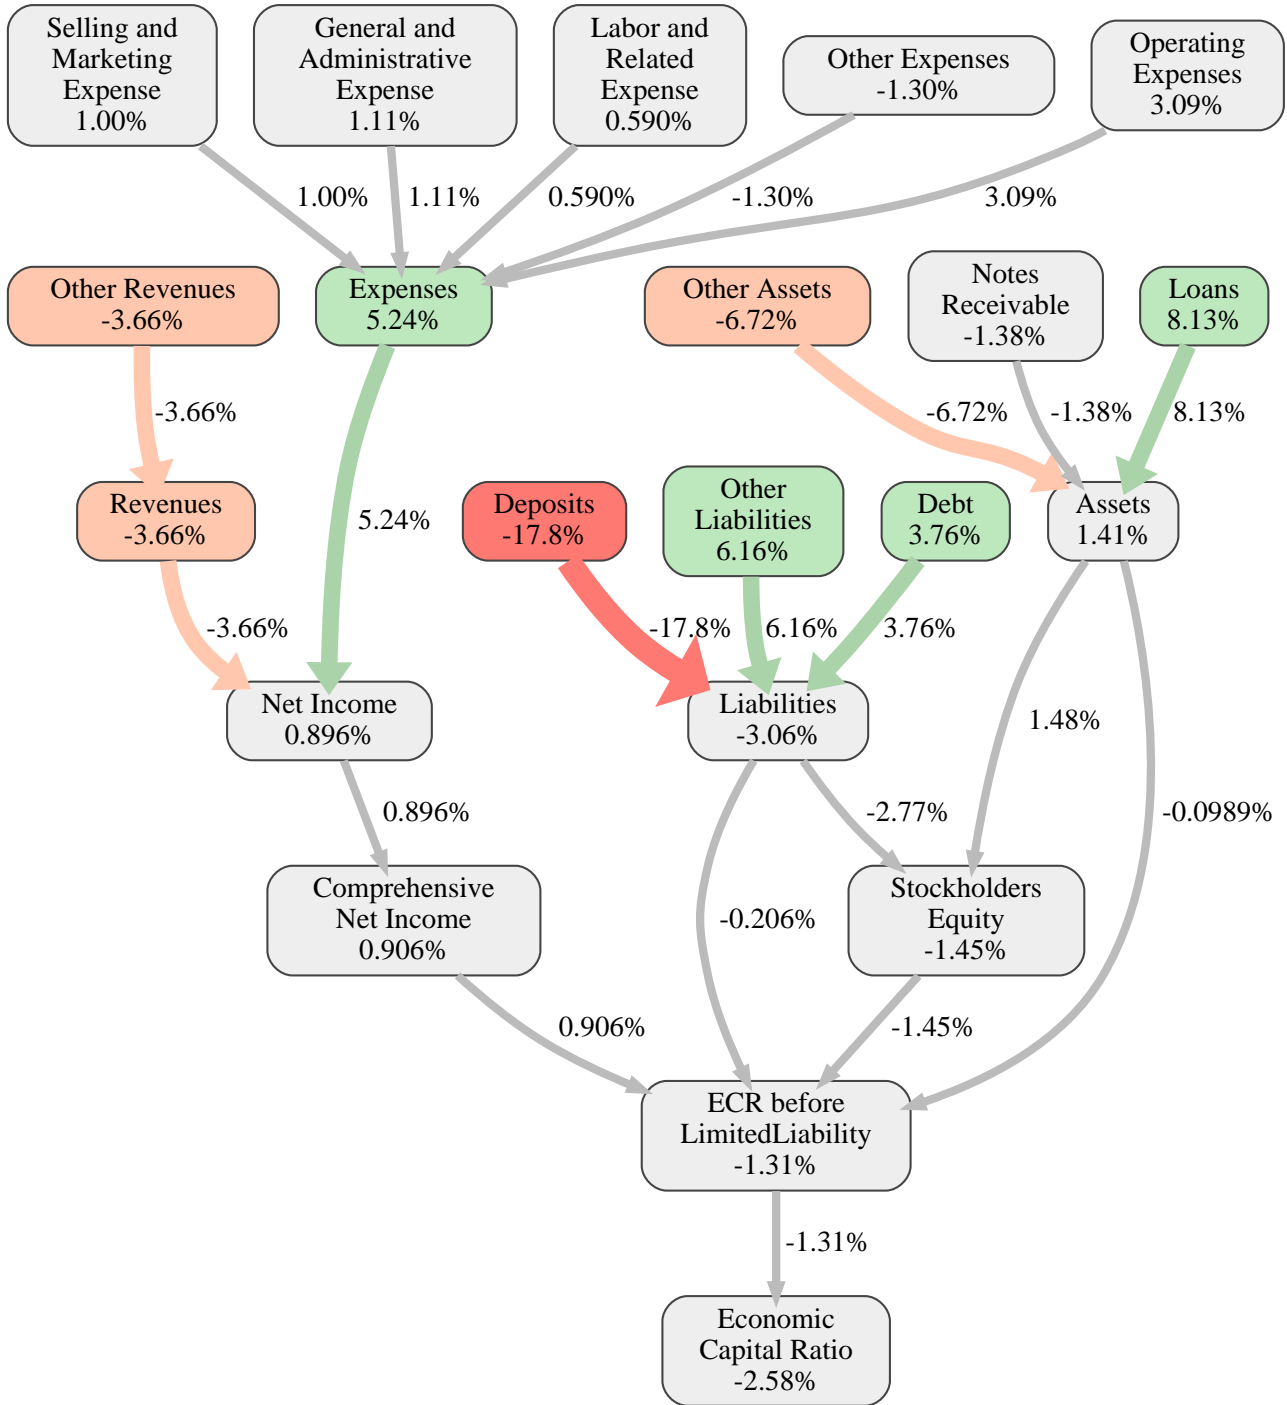 Selling and
Marketing
Expense
1.00%
General and
Administrative
Expense
1.11%
Labor and
Related
Expense
0.590%
Other Expenses
-1.30%
Operating
Expenses
3.09%
1.00%
1.11%
0.590%
-1.30%
3.09%
Other Revenues
-3.66%
Expenses
5.24%
Other Assets
-6.72%
Notes
Receivable
-1.38%
Loans
8.13%
-3.66%
-6.72%
-1.38%
8.13%
Revenues
-3.66%
5.24%
Deposits
-17.8%
Other
Liabilities
6.16%
Debt
3.76%
Assets
1.41%
-3.66%
-17.8%
6.16%
3.76%
Net Income
0.896%
Liabilities
-3.06%
1.48%
0.896%
-2.77%
-0.0989%
Comprehensive
Net Income
0.906%
-0.206%
Stockholders
Equity
-1.45%
0.906%
-1.45%
ECR before
LimitedLiability
-1.31%
-1.31%
Economic
Capital Ratio
-2.58%